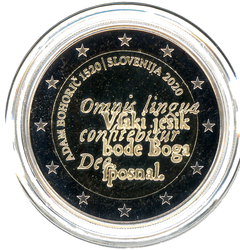 ADAM BOHORIČ 1520 | SLOVENIJA 2020
Omnis lingua
Vſaki jesik
confitebitur
bode Boga
Deo
ſposnal.